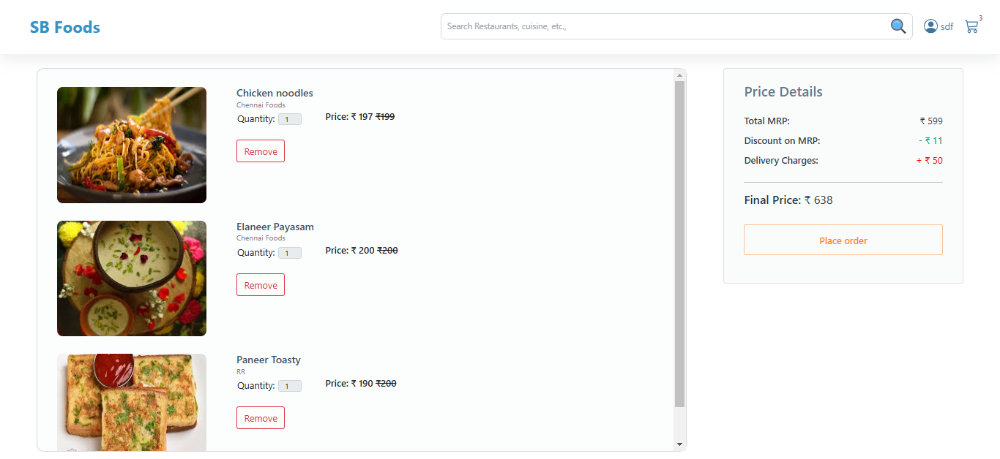 SB Foods
Search Restaurants, cuisine, etc.,
sdf
3
Chicken noodles
Chennai Foods
Quantity: 1
Price: ₹ 197 ₹199
Remove
Elaneer Payasam
Chennai Foods
Quantity: 1
Price: ₹ 200 ₹200
Remove
Paneer Toasty
RR
Quantity: 1
Price: ₹ 190 ₹200
Remove
Price Details
Total MRP: ₹ 599
Discount on MRP: - ₹ 11
Delivery Charges: + ₹ 50
Final Price: ₹ 638
Place order